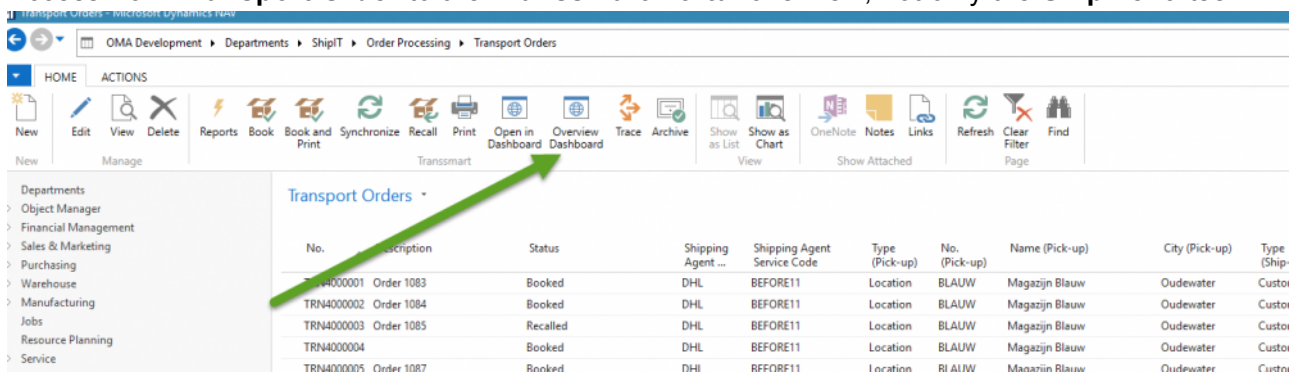 Transport Orders - Microsoft Dynamics NAV
OMA Development ▸ Departments ▸ ShipIT ▸ Order Processing ▸ Transport Orders
HOME ACTIONS
New Edit View Delete Reports Book Book and Print Synchronize Recall Print Open in Dashboard Overview Dashboard Trace Archive Show as List Show as Chart OneNote Notes Links Refresh Clear Filter Find
New Manage Transsmart View Show Attached Page
Departments
Object Manager
Financial Management
Sales & Marketing
Purchasing
Warehouse
Manufacturing
Jobs
Resource Planning
Service
Transport Orders
No. Description Status Shipping Agent ... Shipping Agent Service Code Type (Pick-up) No. (Pick-up) Name (Pick-up) City (Pick-up) Type (Ship-
TRN4000001 Order 1083 Booked DHL BEFORE11 Location BLAUW Magazijn Blauw Oudewater Custo
TRN4000002 Order 1084 Booked DHL BEFORE11 Location BLAUW Magazijn Blauw Oudewater Custo
TRN4000003 Order 1085 Recalled DHL BEFORE11 Location BLAUW Magazijn Blauw Oudewater Custo
TRN4000004 Booked DHL BEFORE11 Location BLAUW Magazijn Blauw Oudewater Custo
TRN4000005 Order 1087 Booked DHL BEFORE11 Location BLAUW Magazijn Blauw Oudewater Custo